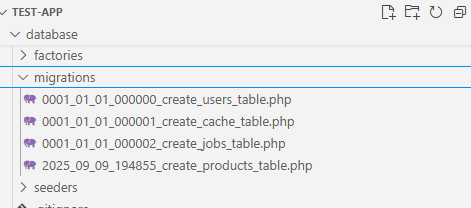 TEST-APP
database
factories
migrations
0001_01_01_000000_create_users_table.php
0001_01_01_000001_create_cache_table.php
0001_01_01_000002_create_jobs_table.php
2025_09_09_194855_create_products_table.php
seeders